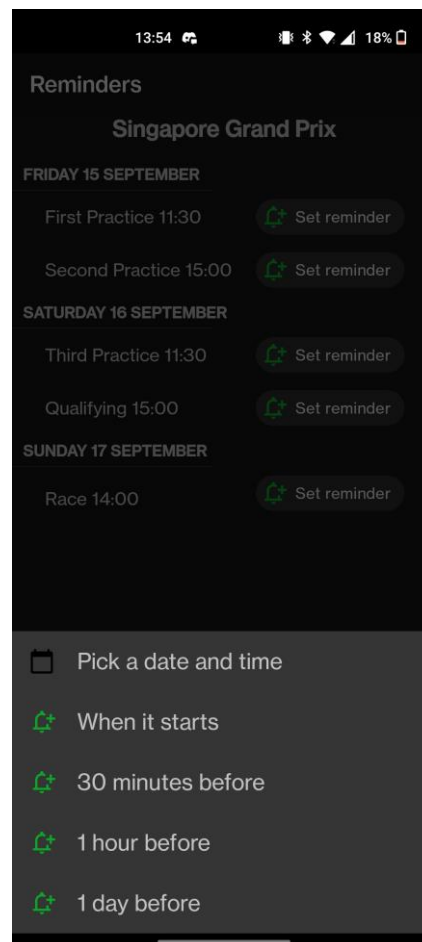 13:54 18%
Reminders
Singapore Grand Prix
FRIDAY 15 SEPTEMBER
First Practice 11:30 Set reminder
Second Practice 15:00 Set reminder
SATURDAY 16 SEPTEMBER
Third Practice 11:30 Set reminder
Qualifying 15:00 Set reminder
SUNDAY 17 SEPTEMBER
Race 14:00 Set reminder
Pick a date and time
When it starts
30 minutes before
1 hour before
1 day before